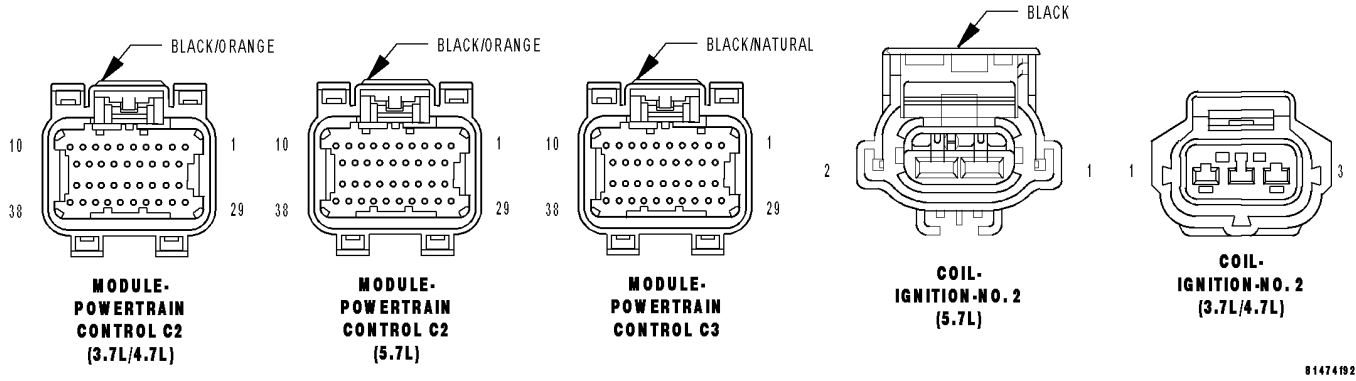 BLACK/ORANGE
10
1
38
29
MODULE-
POWERTRAIN
CONTROL C2
(3.7L/4.7L)
BLACK/ORANGE
10
1
38
29
MODULE-
POWERTRAIN
CONTROL C2
(5.7L)
BLACK/NATURAL
10
1
38
29
MODULE-
POWERTRAIN
CONTROL C3
BLACK
2
1
COIL-
IGNITION-NO. 2
(5.7L)
1
3
COIL-
IGNITION-NO. 2
(3.7L/4.7L)
81474f92